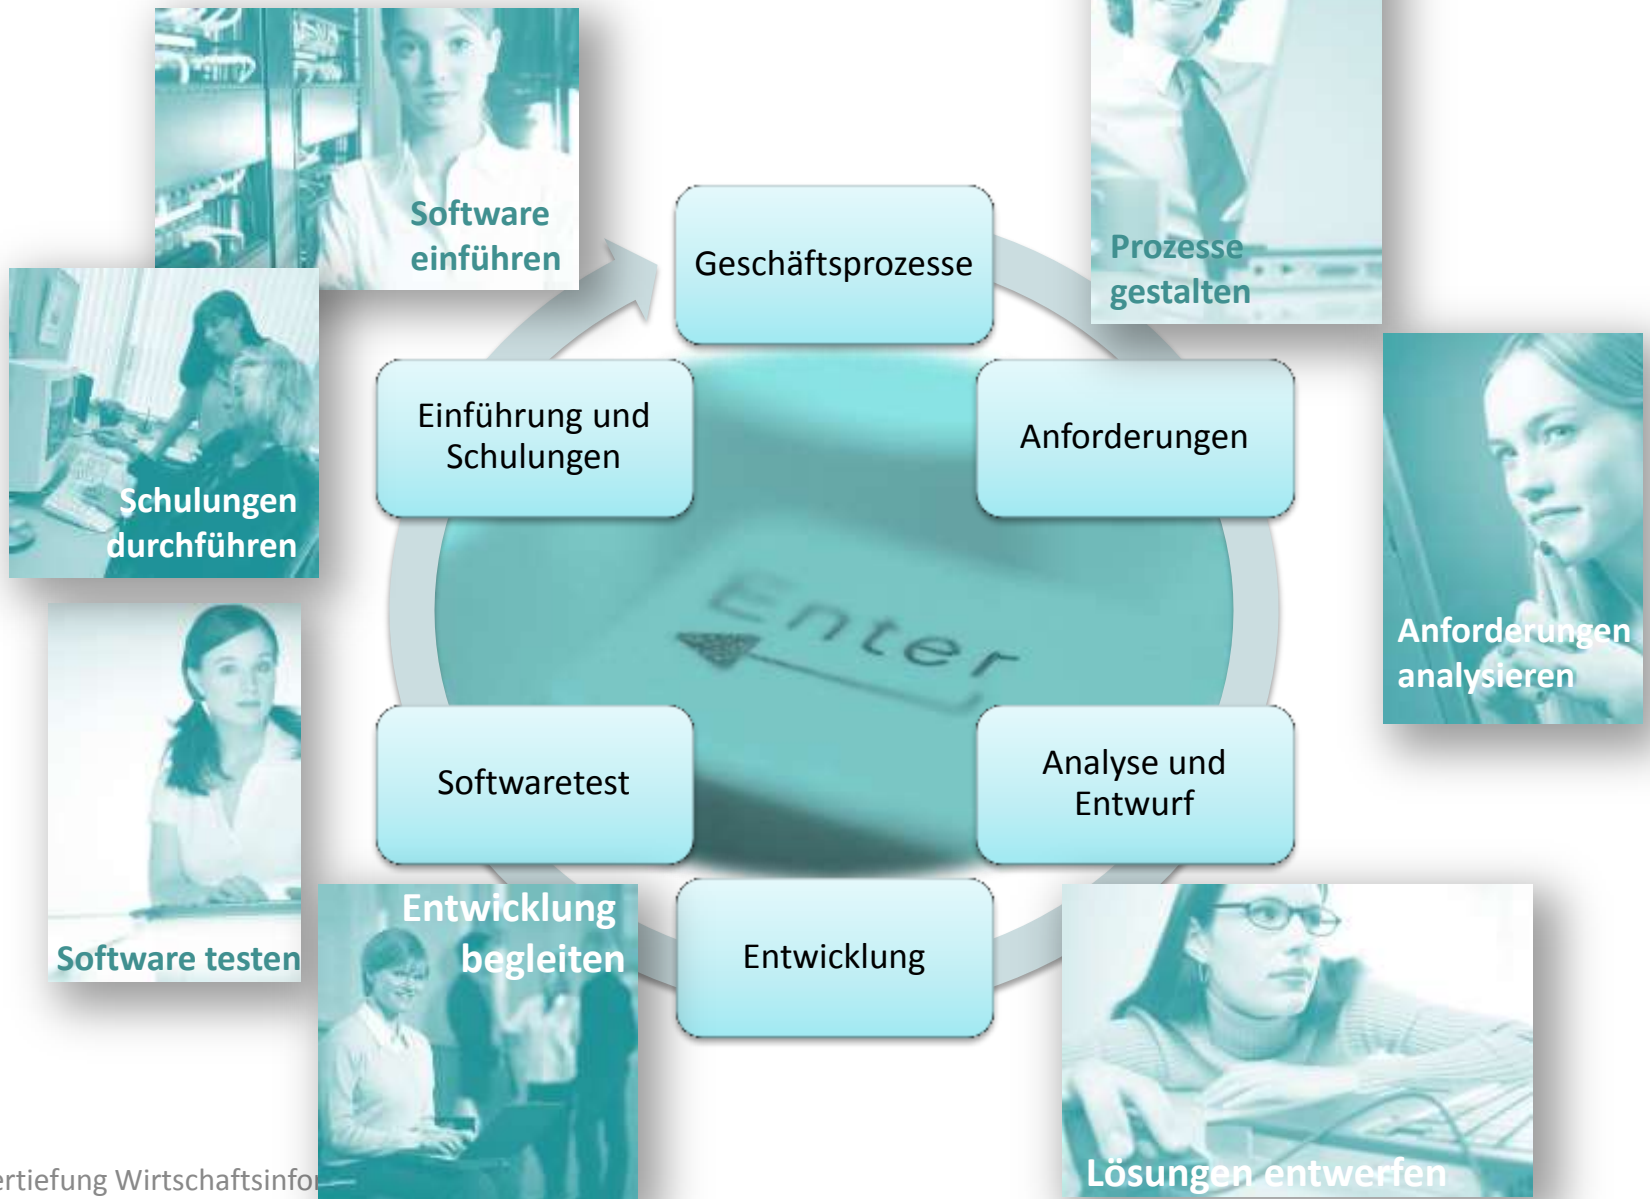 Software
einführen
Prozesse
gestalten
Geschäftsprozesse
Einführung und
Schulungen
Anforderungen
Schulungen
durchführen
Enter
Anforderungen
analysieren
Softwaretest
Analyse und
Entwurf
Software testen
Entwicklung
begleiten
Entwicklung
Lösungen entwerfen
ertiefung Wirtschaftsinfor